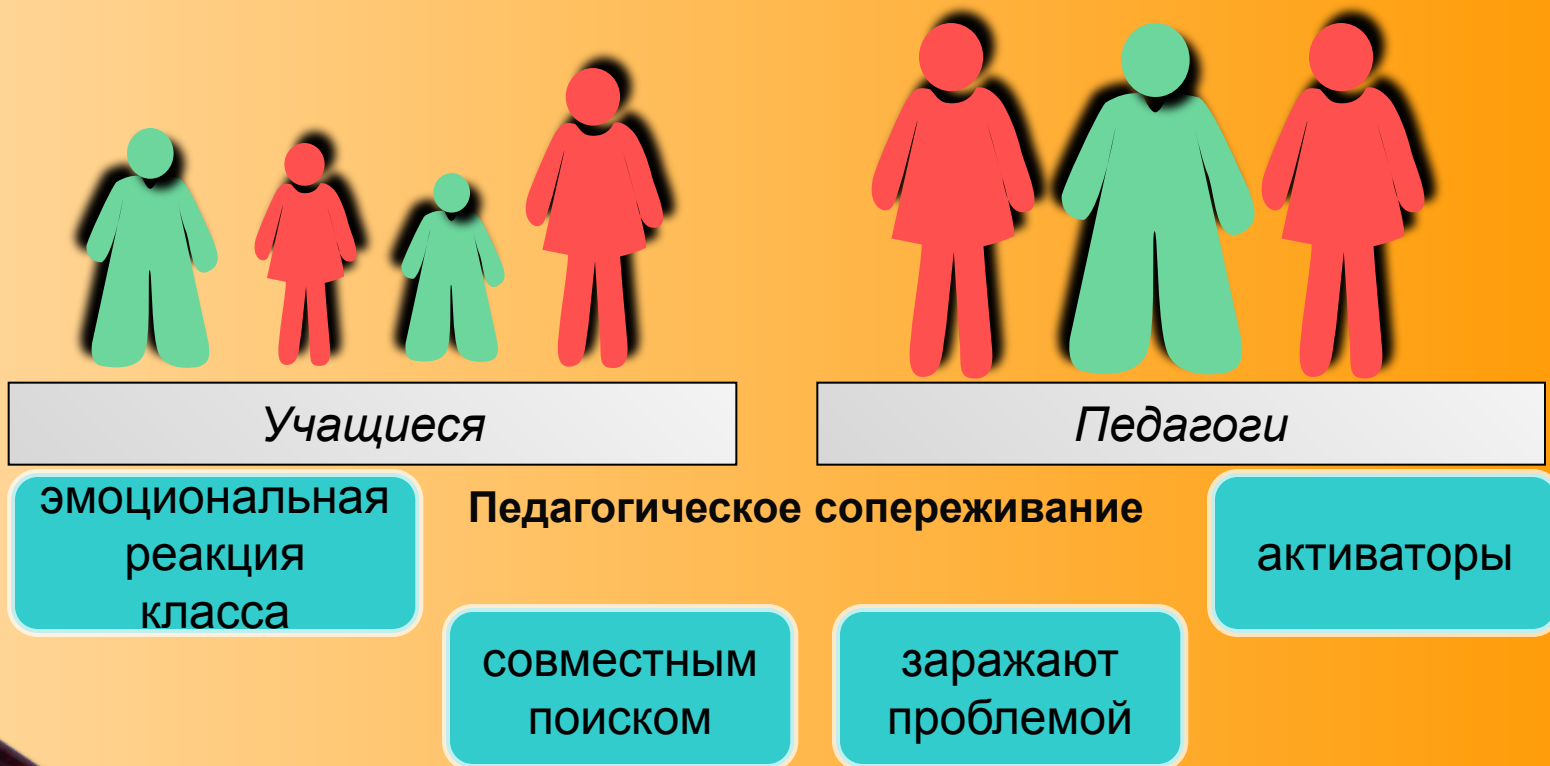 Учащиеся
Педагоги
эмоциональная
реакция
класса
Педагогическое сопереживание
активаторы
совместным
поиском
заражают
проблемой